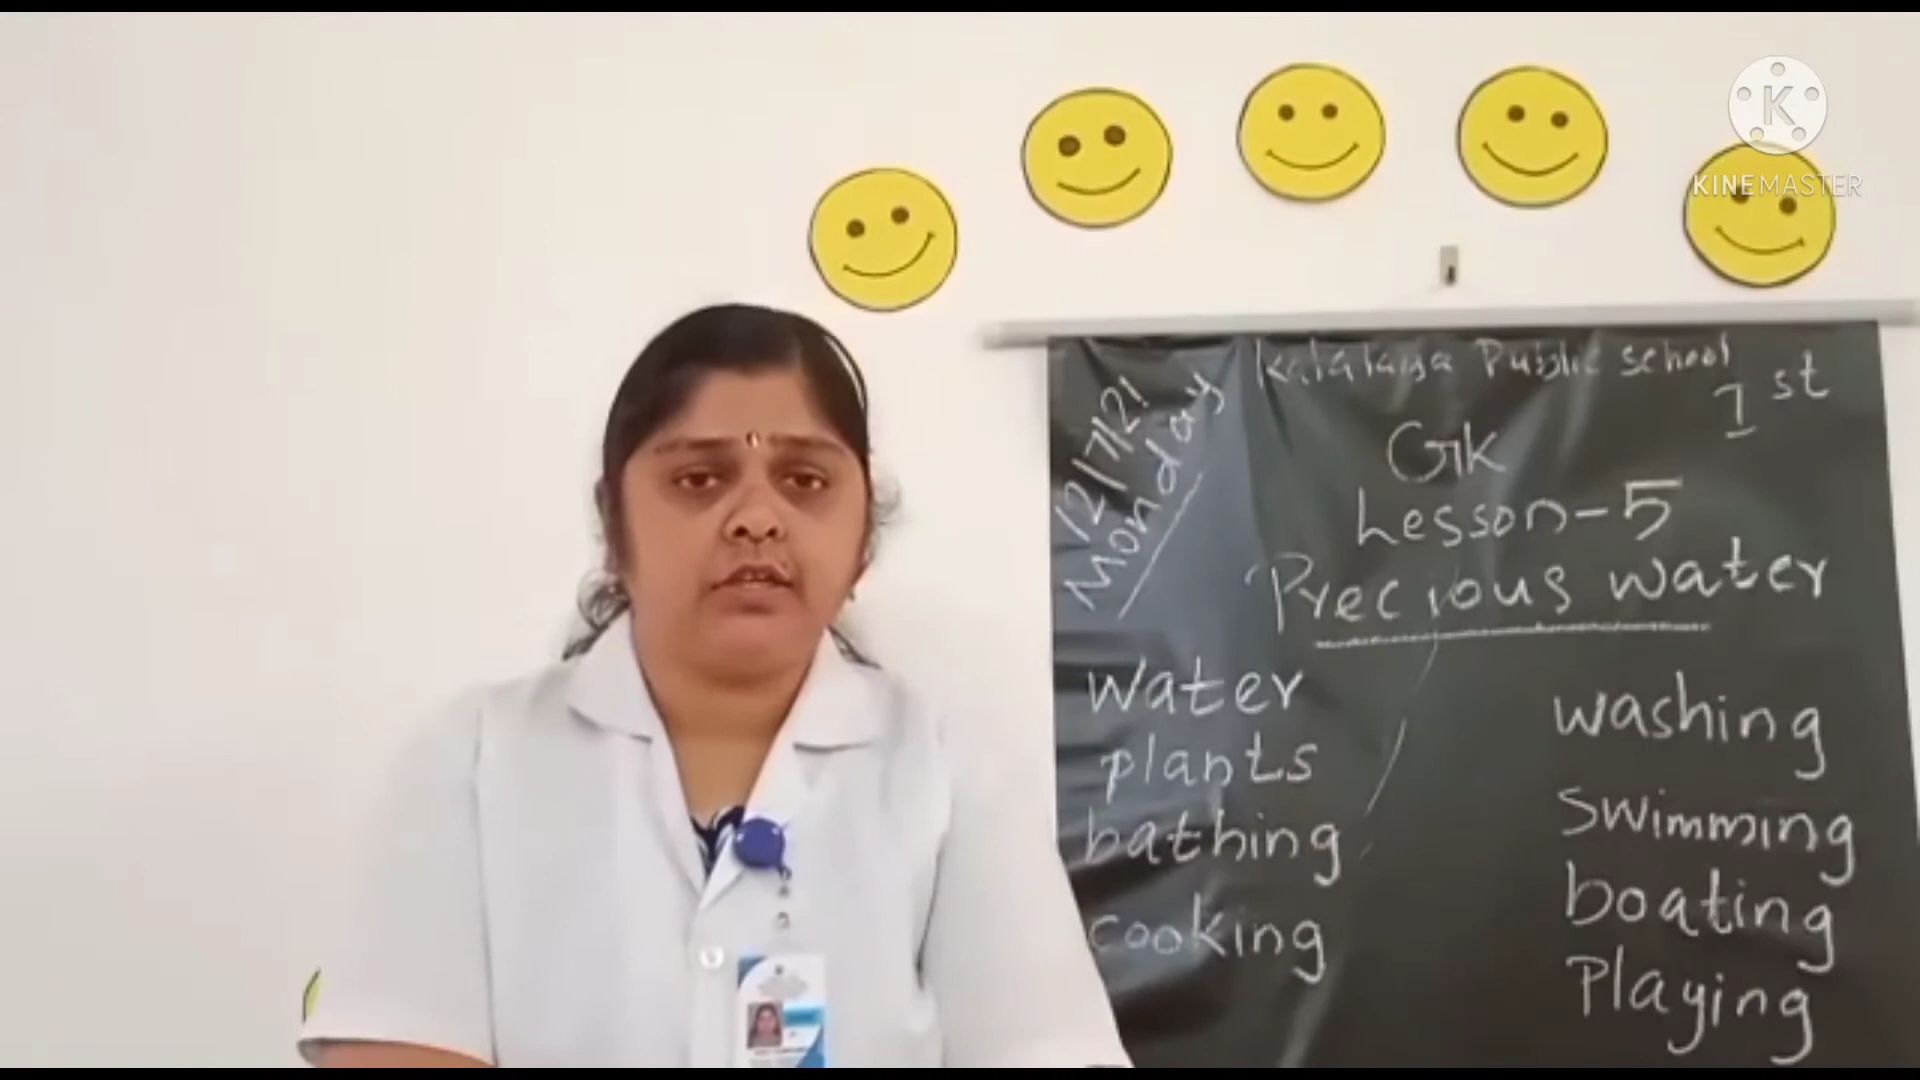 KINEMASTER
Kalalaya Public school
1st
12/7/21
Monday
GK
Lesson-5
Precious water
water
plants
bathing
cooking
washing
swimming
boating
Playing